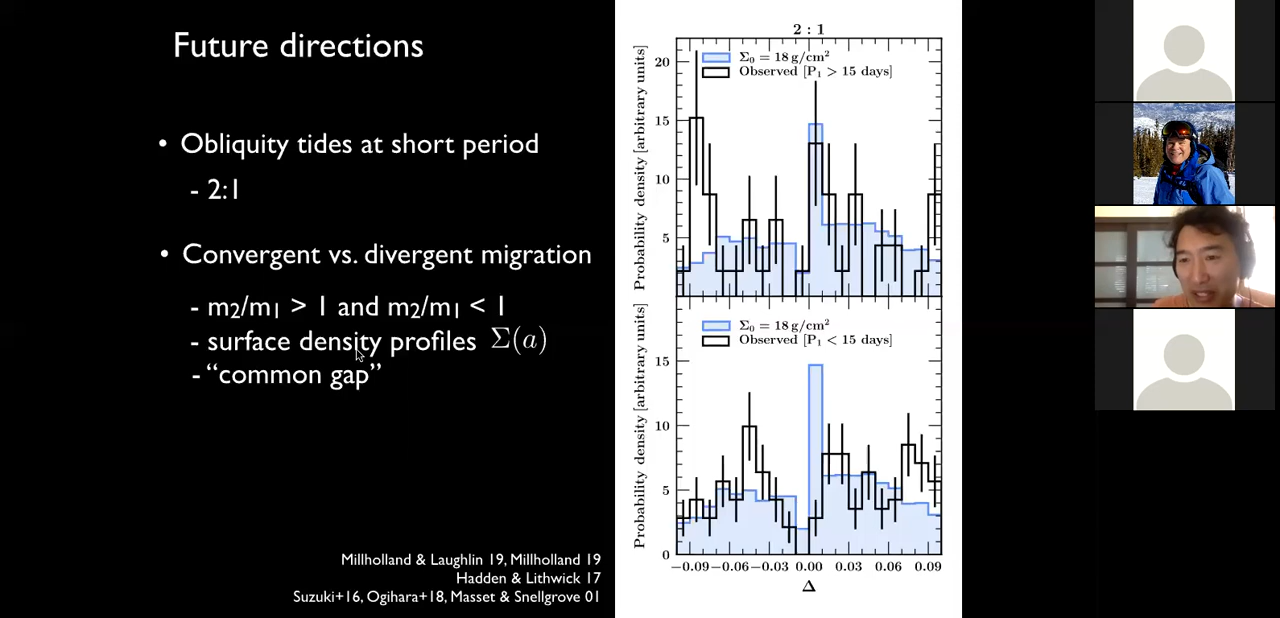 Future directions
• Obliquity tides at short period
- 2:1
• Convergent vs. divergent migration
- m₂/m₁ > 1 and m₂/m₁ < 1
- surface density profiles Σ(a)
- “common gap”
Millholland & Laughlin 19, Millholland 19
Hadden & Lithwick 17
Suzuki+16, Ogihara+18, Masset & Snellgrove 01
2 : 1
Σ₀ = 18 g/cm²
Observed [P₁ > 15 days]
Probability density [arbitrary units]
20
15
10
5
Σ₀ = 18 g/cm²
Observed [P₁ < 15 days]
Probability density [arbitrary units]
15
10
5
0
−0.09 −0.06 −0.03 0.00 0.03 0.06 0.09
Δ